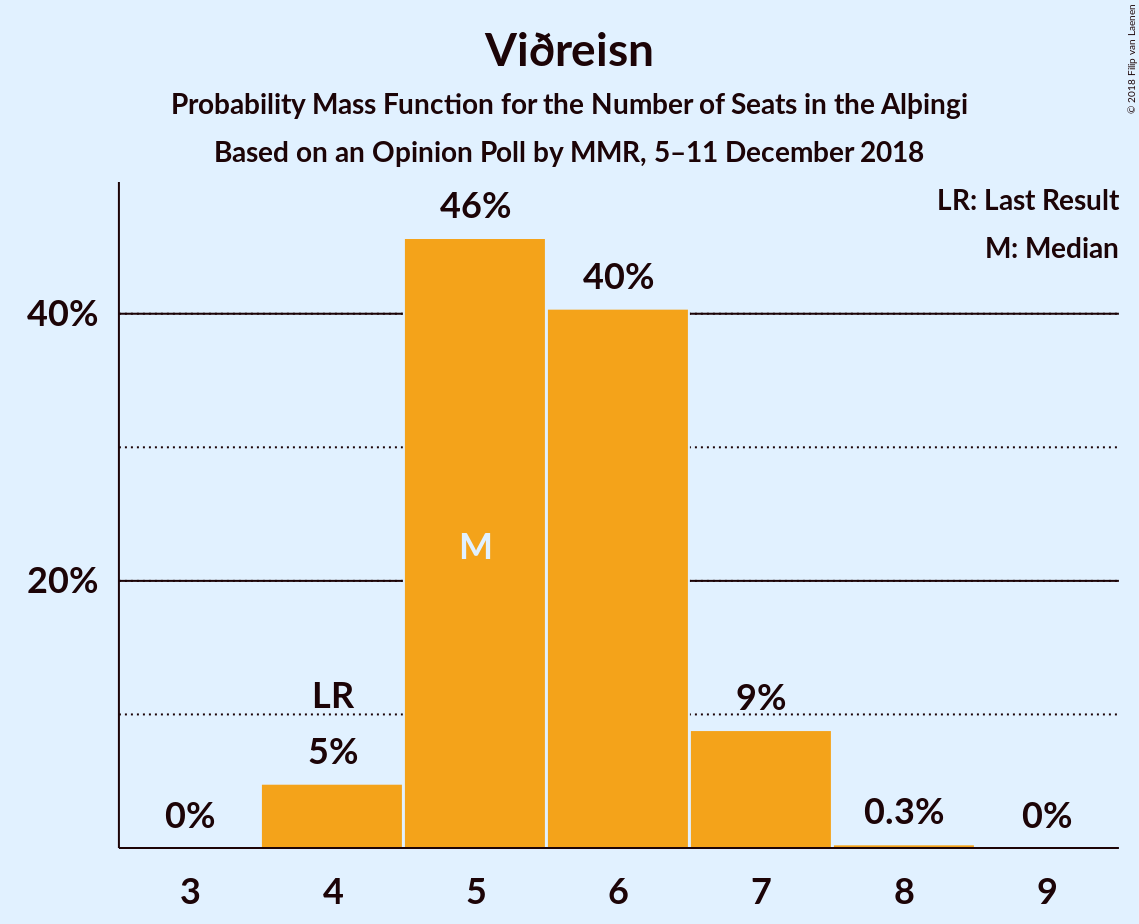 Viðreisn
Probability Mass Function for the Number of Seats in the Alþingi
Based on an Opinion Poll by MMR, 5–11 December 2018
© 2018 Filip van Laenen
LR: Last Result
M: Median
46%
40%
40%
M
20%
LR
9%
5%
0%
0.3%
0%
3 4 5 6 7 8 9